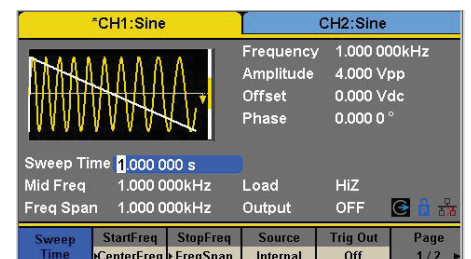 *CH1:Sine CH2:Sine
Frequency 1.000 000kHz
Amplitude 4.000 Vpp
Offset 0.000 Vdc
Phase 0.000 0 °
Sweep Time 1.000 000 s
Mid Freq 1.000 000kHz Load HiZ
Freq Span 1.000 000kHz Output OFF
Sweep Time StartFreq StopFreq Source Trig Out Page
CenterFreq FreqSpan Internal Off 1/2